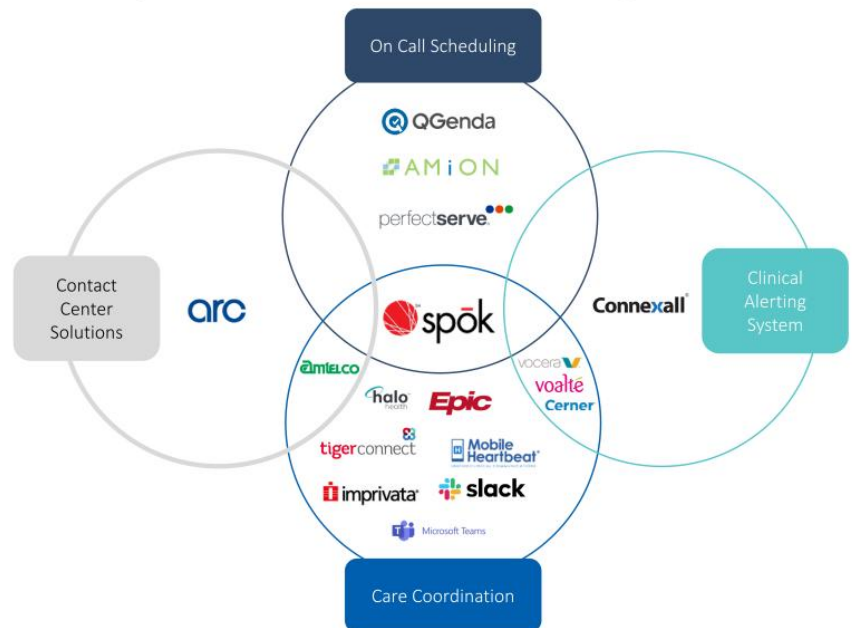 On Call Scheduling
QGenda
AMiON
perfectserve.
Contact
Center
Solutions
arc
spōk
Connexall®
Clinical
Alerting
System
amtelco
vocera
voalté
Cerner
halo
health
Epic
tigerconnect
Mobile
Heartbeat
imprivata®
slack
Microsoft Teams
Care Coordination